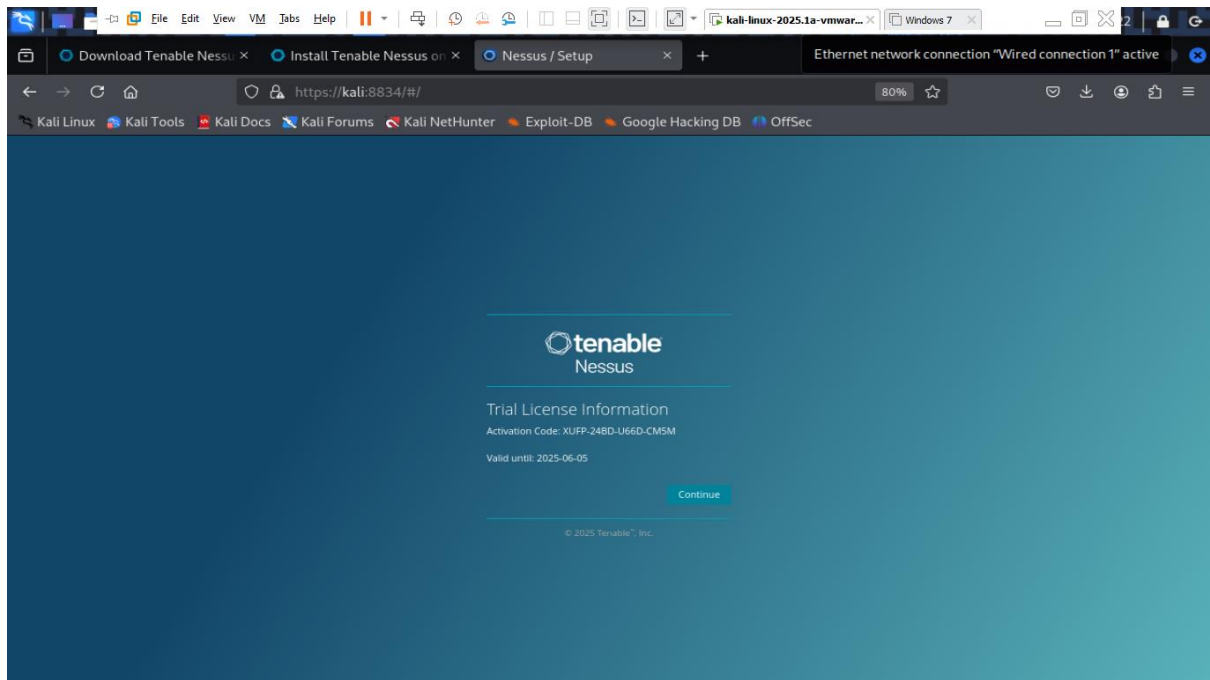 File Edit View VM Tabs Help kali-linux-2025.1a-vmwar... Windows 7 22
Download Tenable Nessu Install Tenable Nessus on Nessus / Setup Ethernet network connection “Wired connection 1” active
https://kali:8834/#/ 80%
Kali Linux Kali Tools Kali Docs Kali Forums Kali NetHunter Exploit-DB Google Hacking DB OffSec
tenable
Nessus
Trial License Information
Activation Code: XUFP-24BD-U66D-CM5M
Valid until: 2025-06-05
Continue
© 2025 Tenable™, Inc.